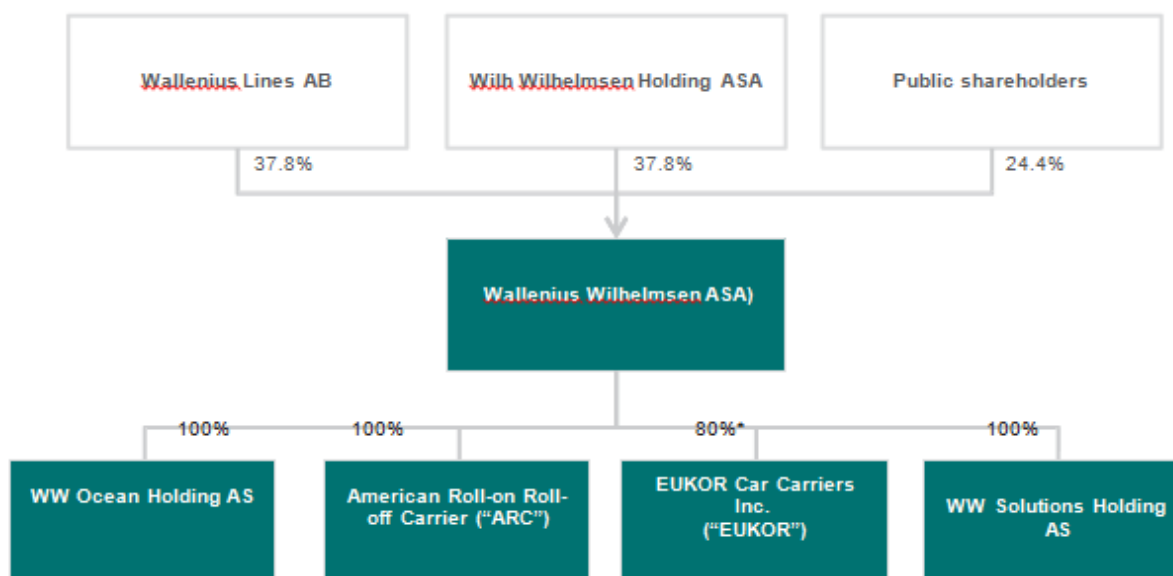 Wallenius Lines AB
Wilh Wilhelmsen Holding ASA
Public shareholders
37.8%
37.8%
24.4%
Wallenius Wilhelmsen ASA)
100%
100%
80%*
100%
WW Ocean Holding AS
American Roll-on Roll-
off Carrier (“ARC”)
EUKOR Car Carriers
Inc.
(“EUKOR”)
WW Solutions Holding
AS